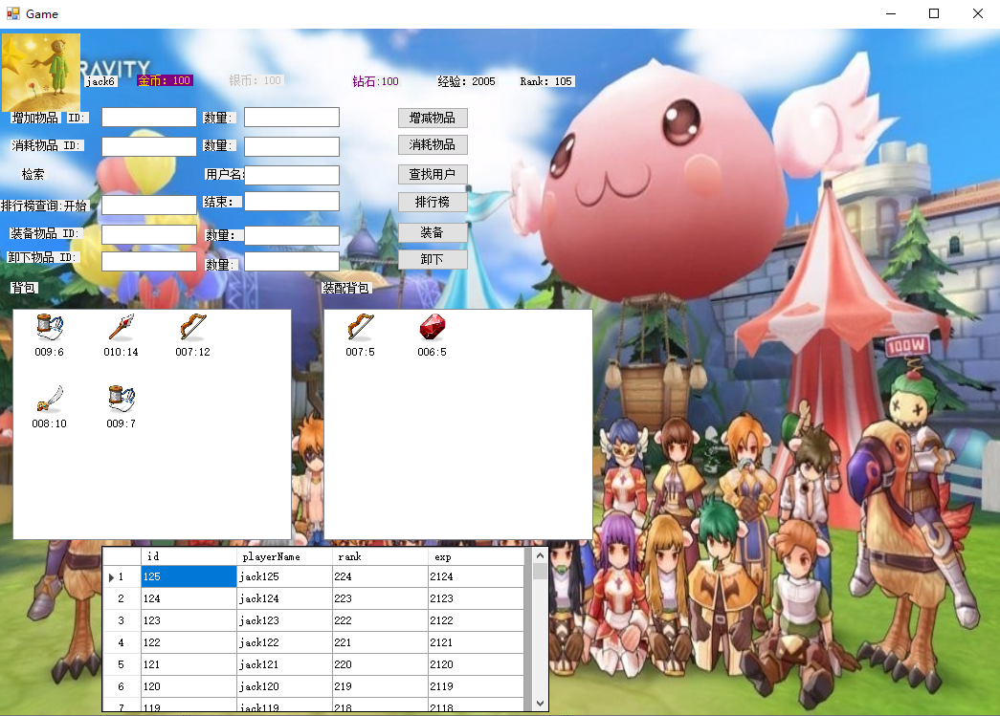 Game
RAVITY
jack6 金币: 100 银币: 100 钻石:100 经验: 2005 Rank: 105
增加物品 ID: 数量: 增减物品
消耗物品 ID: 数量: 消耗物品
检索 用户名: 查找用户
排行榜查询:开始 结束: 排行榜
装备物品 ID: 数量: 装备
卸下物品 ID: 数量: 卸下
背包 装配背包
009:6 010:14 007:12 007:5 006:5
008:10 009:7
100W
id playerName rank exp
1 125 jack125 224 2124
2 124 jack124 223 2123
3 123 jack123 222 2122
4 122 jack122 221 2121
5 121 jack121 220 2120
6 120 jack120 219 2119
7 119 jack119 218 2118